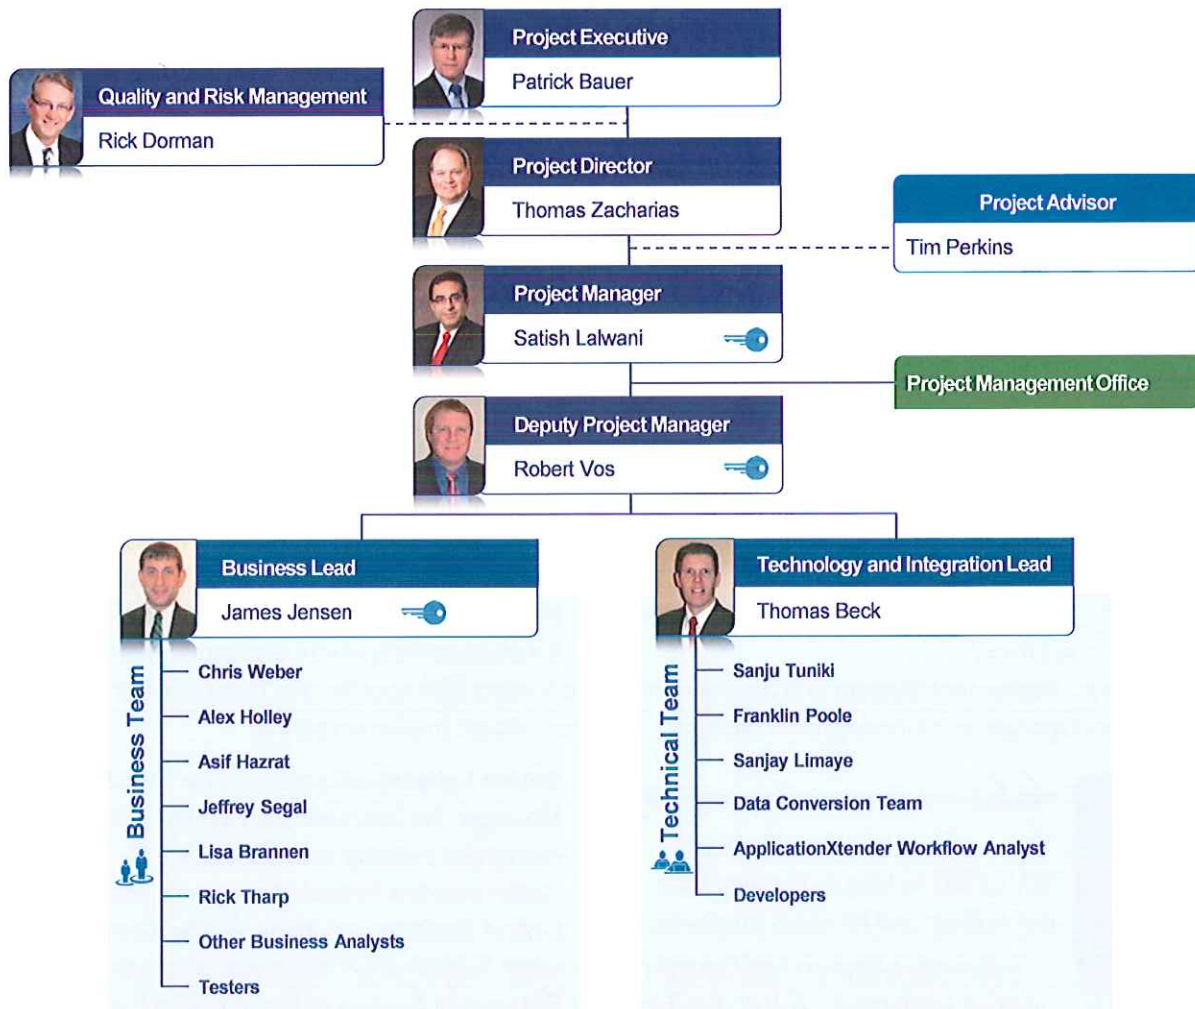 Project Executive
Patrick Bauer
Quality and Risk Management
Rick Dorman
Project Director
Thomas Zacharias
Project Advisor
Tim Perkins
Project Manager
Satish Lalwani
Project Management Office
Deputy Project Manager
Robert Vos
Business Lead
James Jensen
Technology and Integration Lead
Thomas Beck
Business Team
Chris Weber
Alex Holley
Asif Hazrat
Jeffrey Segal
Lisa Brannen
Rick Tharp
Other Business Analysts
Testers
Technical Team
Sanju Tuniki
Franklin Poole
Sanjay Limaye
Data Conversion Team
ApplicationXtender Workflow Analyst
Developers